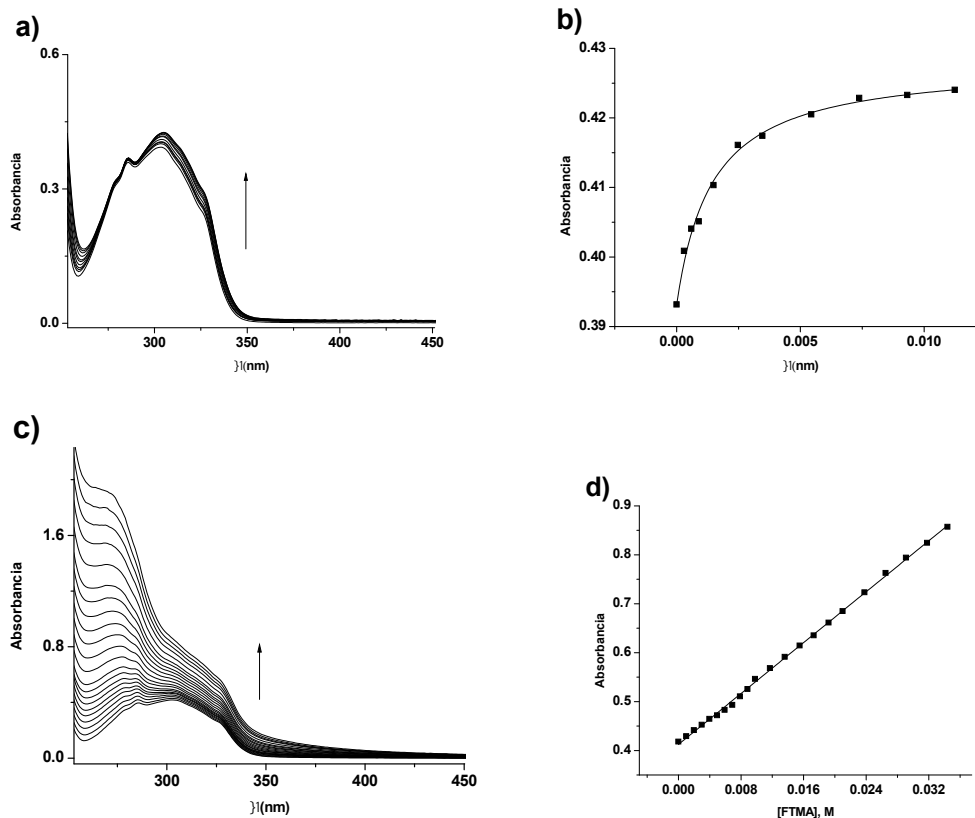 a)
0.6
0.3
0.0
Absorbancia
300
350
400
450
}l(nm)
b)
0.43
0.42
0.41
0.40
0.39
Absorbancia
0.000
0.005
0.010
}l(nm)
c)
1.6
0.8
0.0
Absorbancia
300
350
400
450
}l(nm)
d)
0.9
0.8
0.7
0.6
0.5
0.4
Absorbancia
0.000
0.008
0.016
0.024
0.032
[FTMA], M